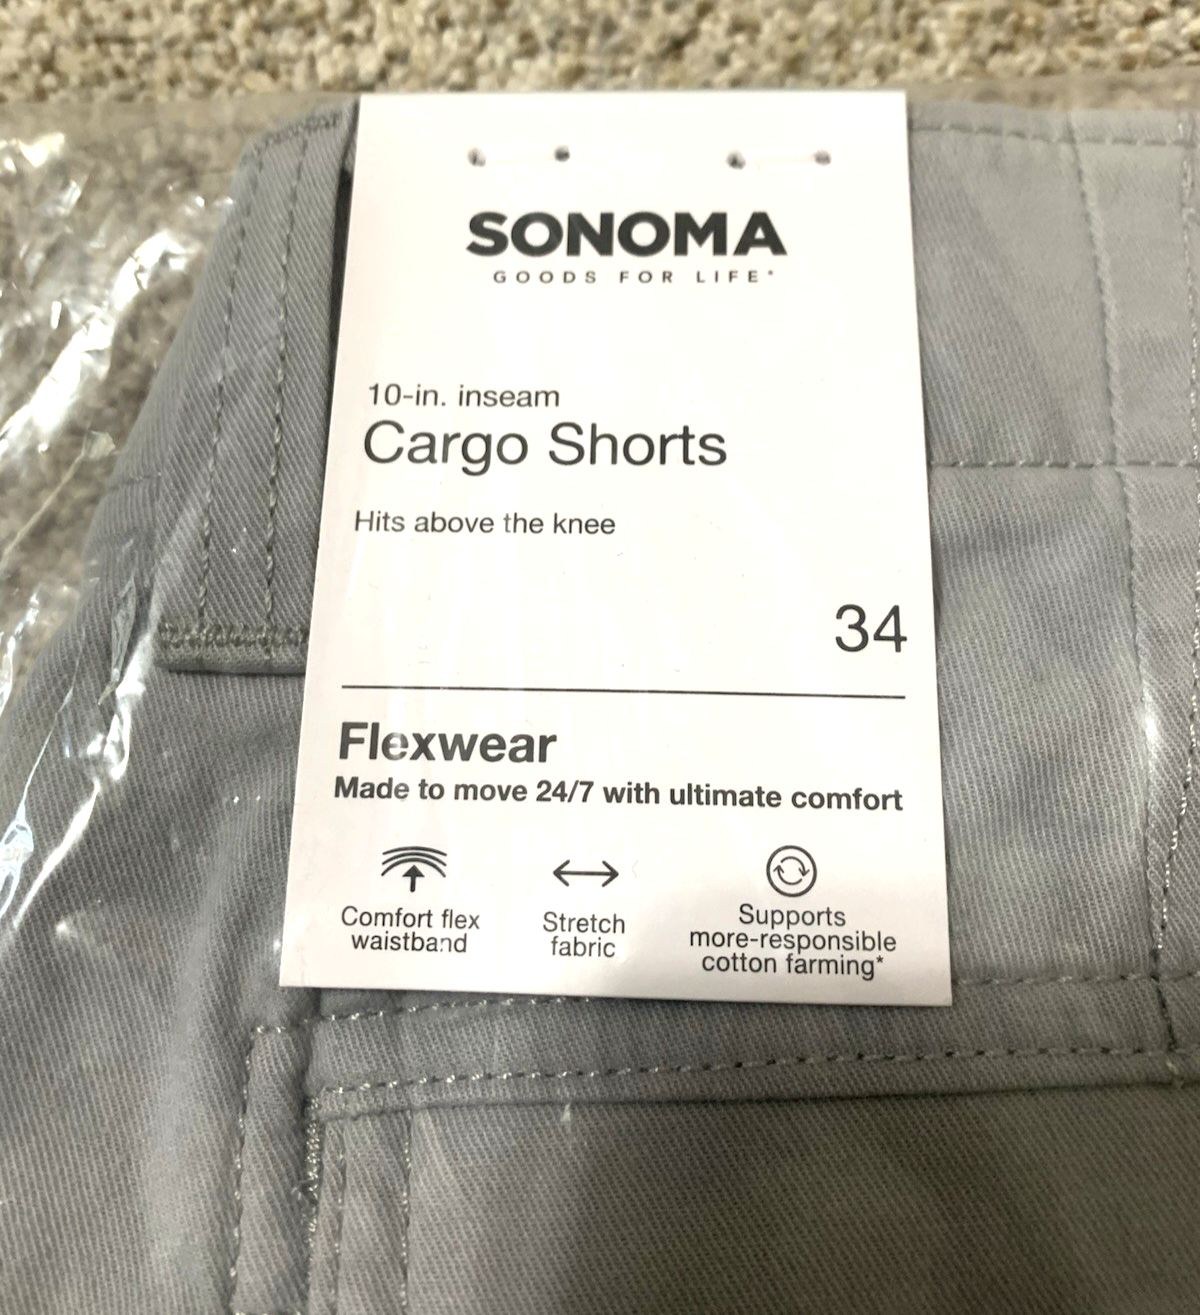 SONOMA
GOODS FOR LIFE
10-in. inseam
Cargo Shorts
Hits above the knee
34
Flexwear
Made to move 24/7 with ultimate comfort
Comfort flex
waistband
Stretch
fabric
Supports
more-responsible
cotton farming*